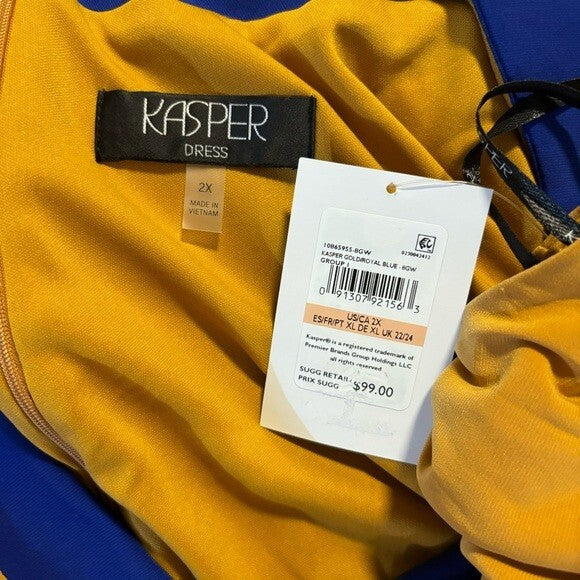 KASPER
DRESS
2X
MADE IN
VIETNAM
KASPER
10865955-BGW
0230043412
KASPER GOLD/ROYAL BLUE - BGW
GROUP I
0 91307 92156 3
US/CA 2X
ES/FR/PT XL DE XL UK 22/24
Kasper® is a registered trademark of
Premier Brands Group Holdings LLC
all rights reserved
SUGG RETAIL
PRIX SUGG $99.00